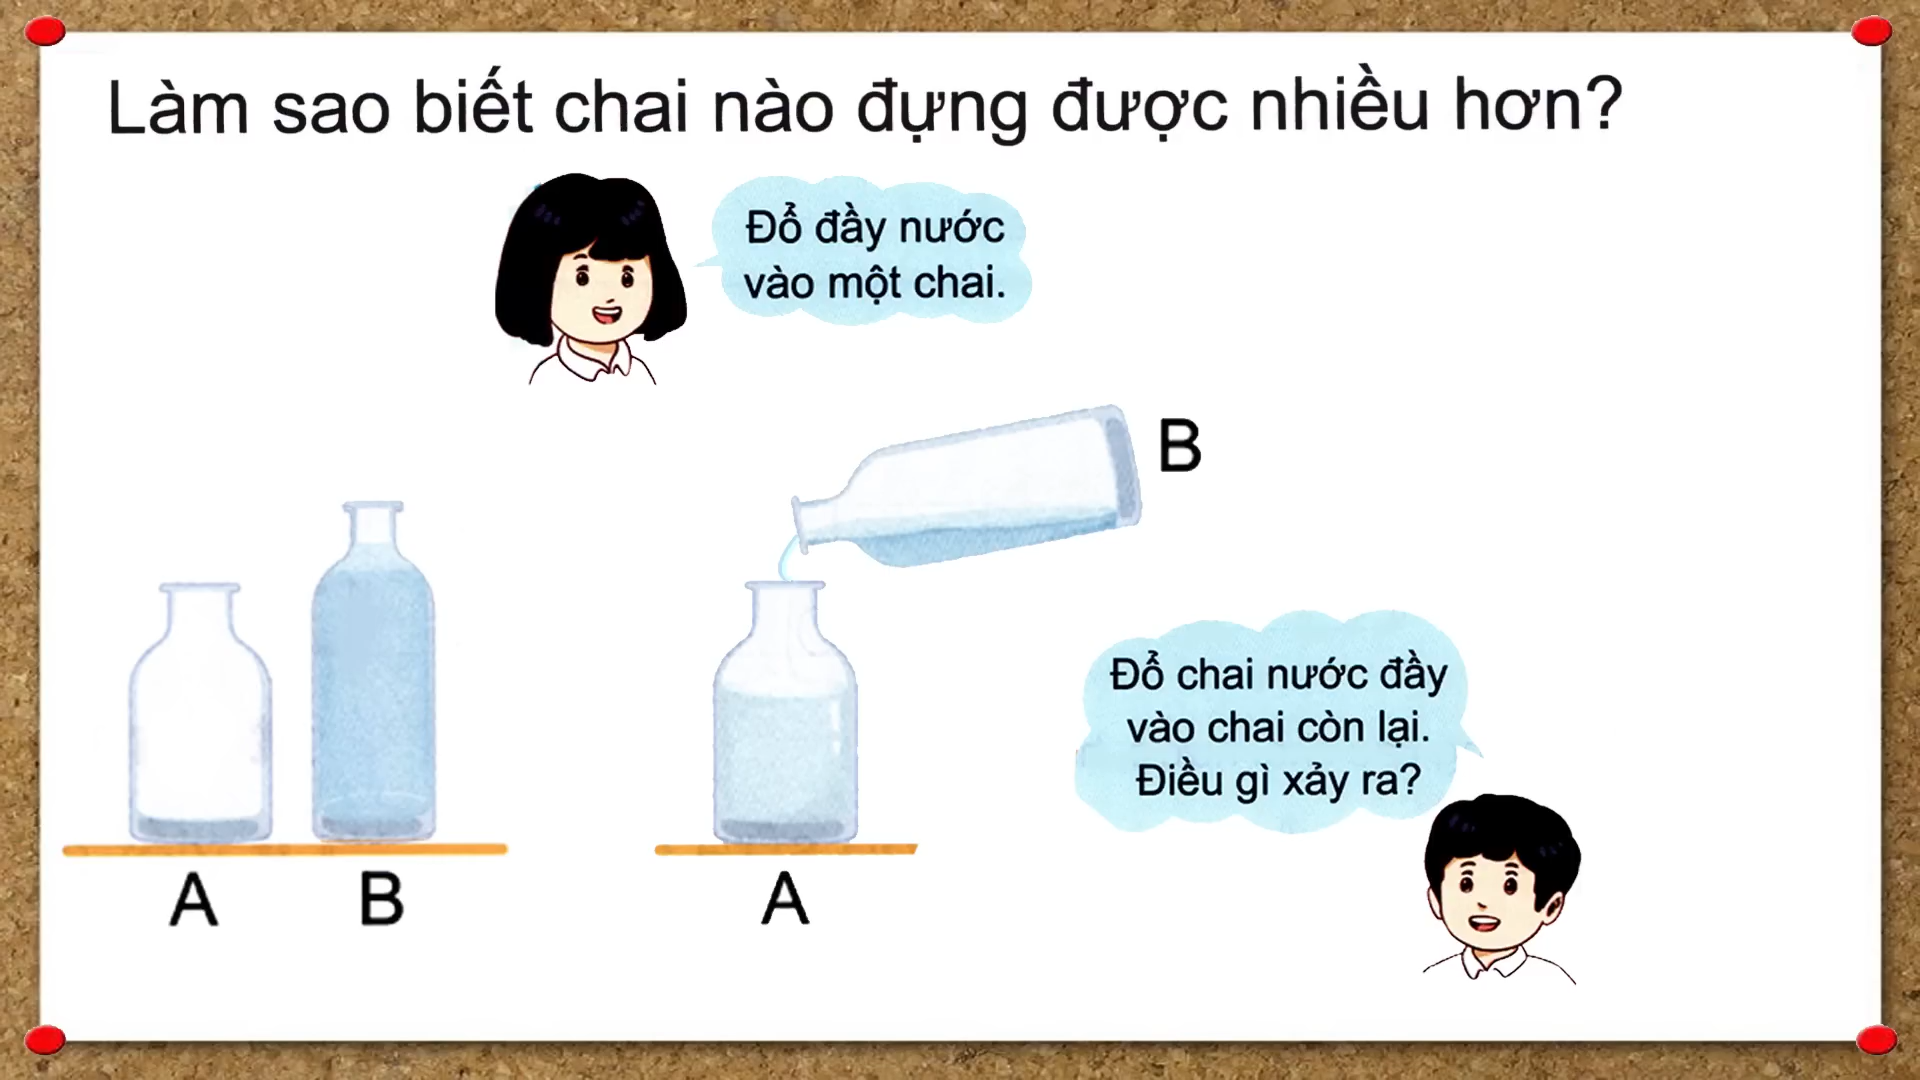 Làm sao biết chai nào đựng được nhiều hơn?
Đổ đầy nước
vào một chai.
B
Đổ chai nước đầy
vào chai còn lại.
Điều gì xảy ra?
A
B
A